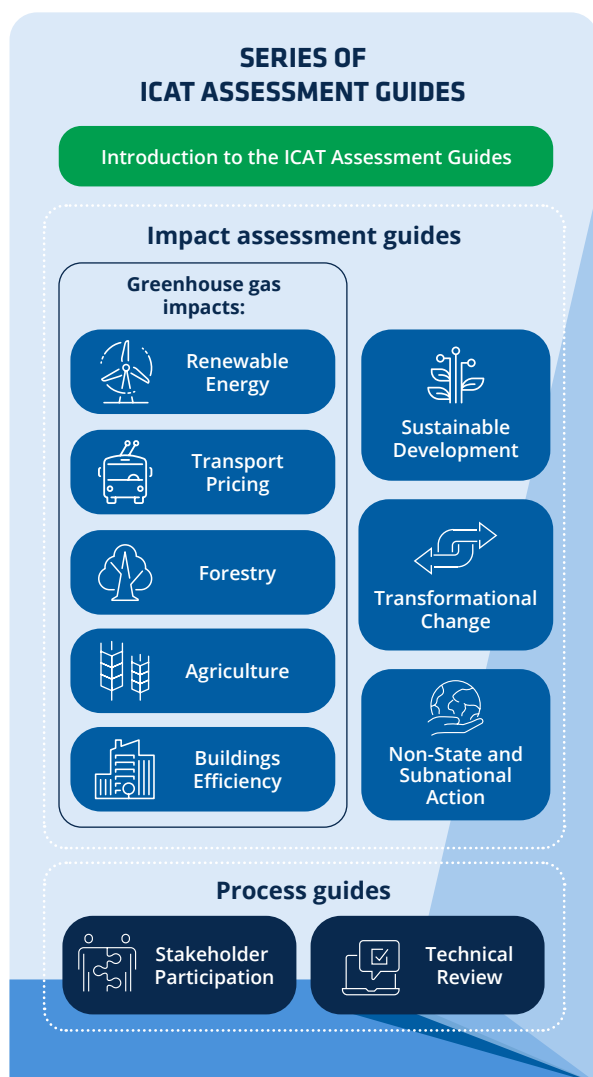 SERIES OF
ICAT ASSESSMENT GUIDES
Introduction to the ICAT Assessment Guides
Impact assessment guides
Greenhouse gas
impacts:
Renewable
Energy
Transport
Pricing
Forestry
Agriculture
Buildings
Efficiency
Sustainable
Development
Transformational
Change
Non-State and
Subnational
Action
Process guides
Stakeholder
Participation
Technical
Review